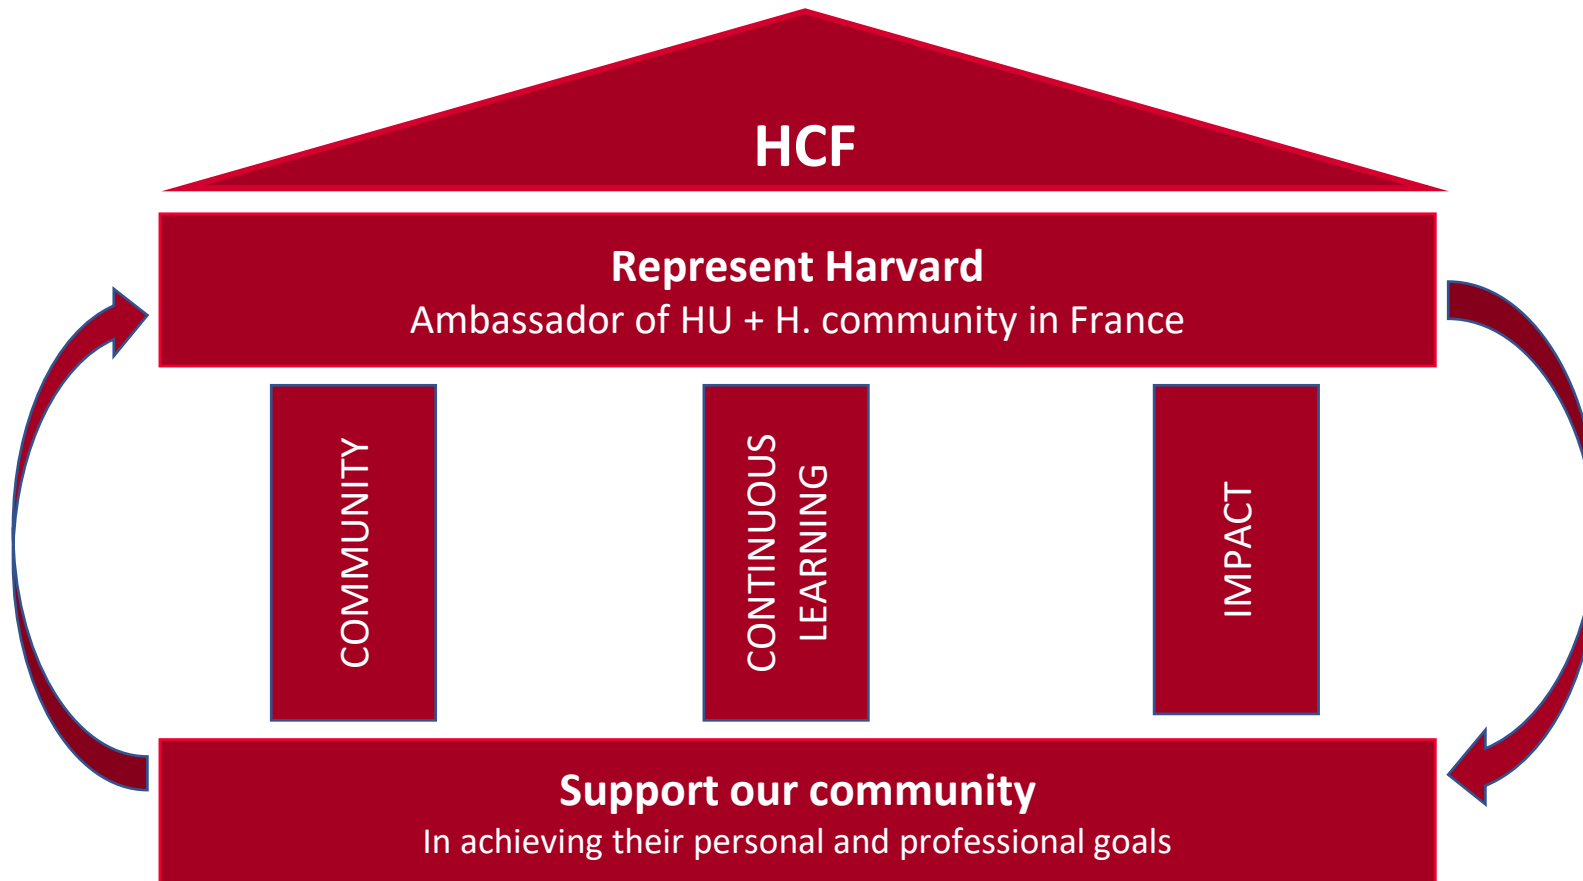 HCF
Represent Harvard
Ambassador of HU + H. community in France
COMMUNITY
CONTINUOUS
LEARNING
IMPACT
Support our community
In achieving their personal and professional goals